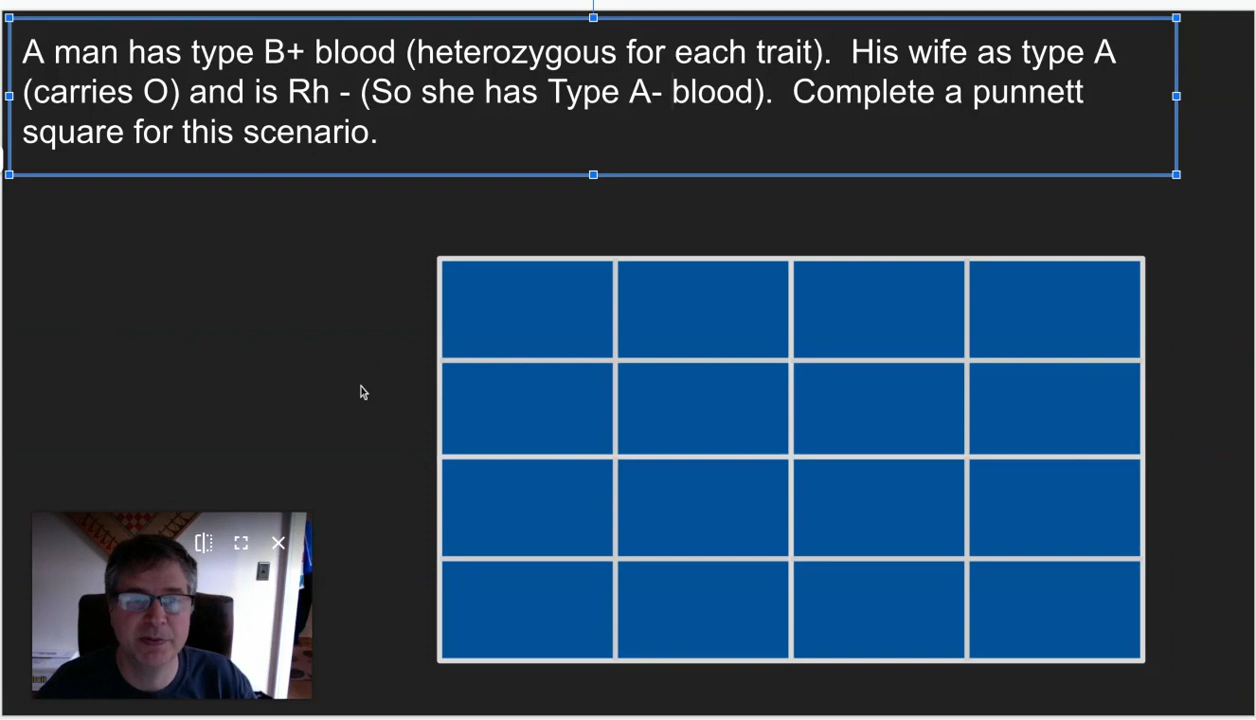 A man has type B+ blood (heterozygous for each trait).  His wife as type A
(carries O) and is Rh - (So she has Type A- blood).  Complete a punnett
square for this scenario.